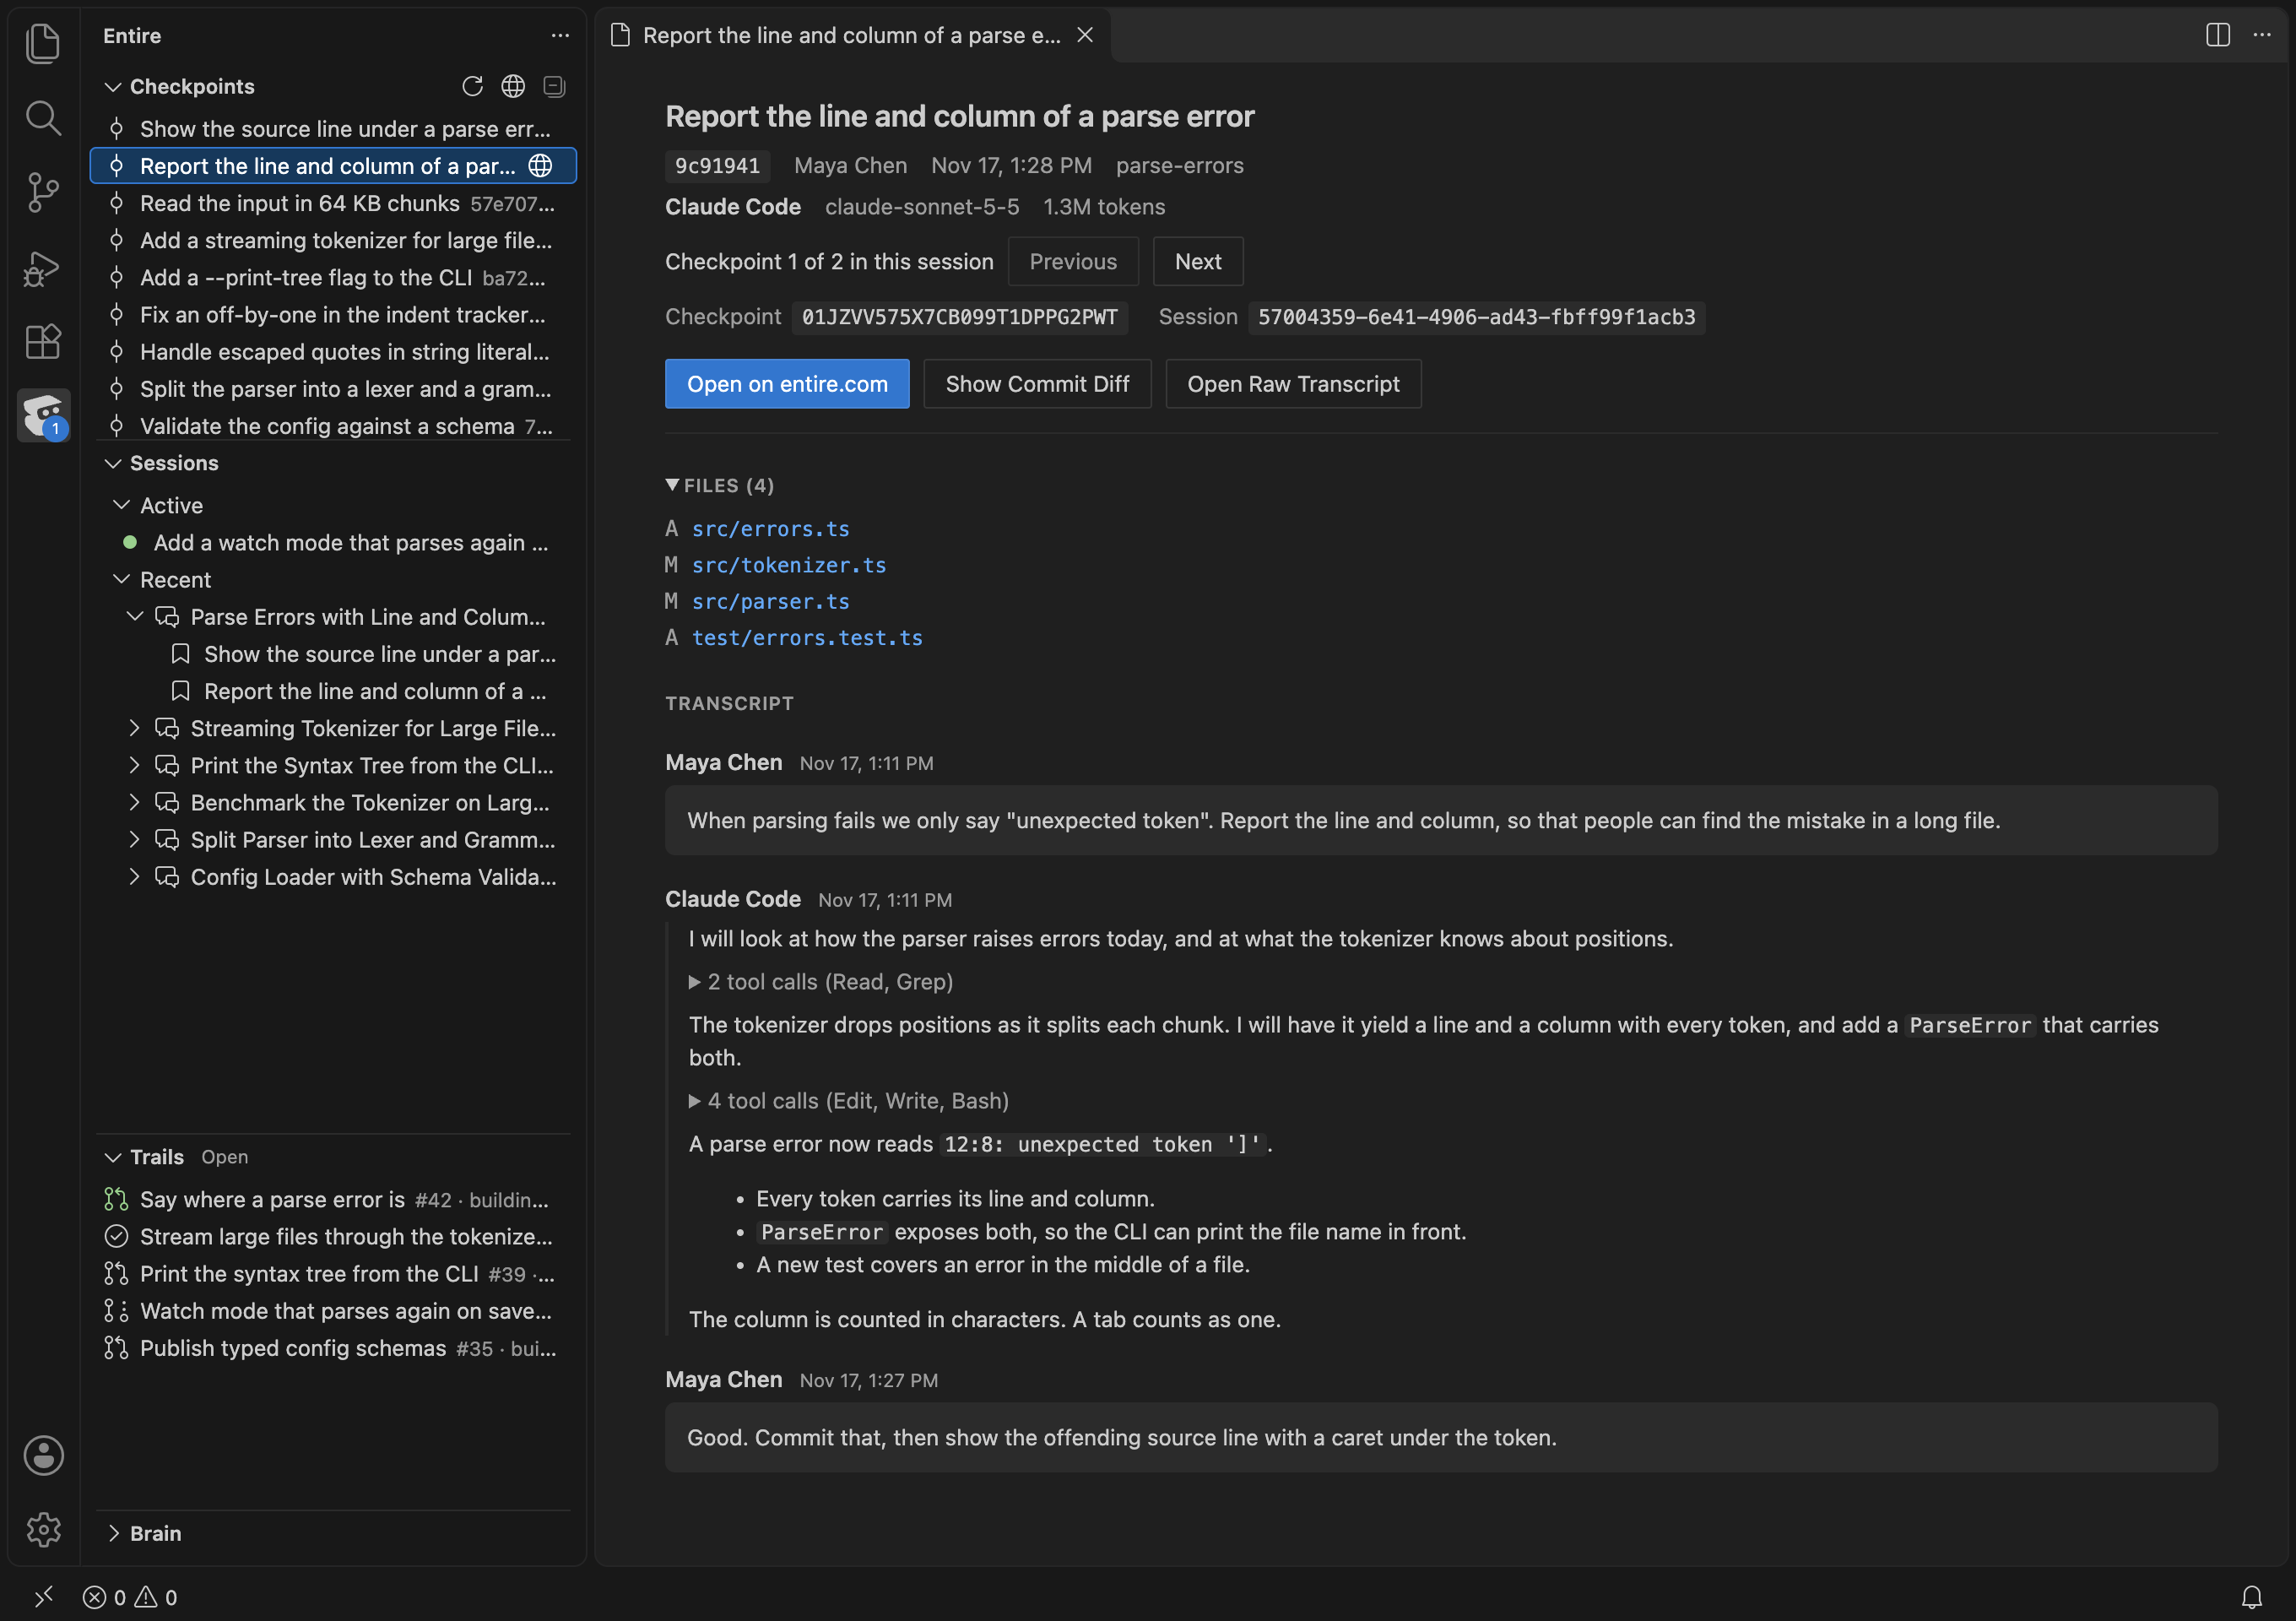 Entire
Checkpoints
Show the source line under a parse err...
Report the line and column of a par...
Read the input in 64 KB chunks 57e707...
Add a streaming tokenizer for large file...
Add a --print-tree flag to the CLI ba72...
Fix an off-by-one in the indent tracker...
Handle escaped quotes in string literal...
Split the parser into a lexer and a gram...
Validate the config against a schema 7...
1
Sessions
Active
Add a watch mode that parses again ...
Recent
Parse Errors with Line and Colum...
Show the source line under a par...
Report the line and column of a ...
Streaming Tokenizer for Large File...
Print the Syntax Tree from the CLI...
Benchmark the Tokenizer on Larg...
Split Parser into Lexer and Gramm...
Config Loader with Schema Valida...
Trails Open
Say where a parse error is #42 · buildin...
Stream large files through the tokenize...
Print the syntax tree from the CLI #39 ·...
Watch mode that parses again on save...
Publish typed config schemas #35 · bui...
Brain
0 0
Report the line and column of a parse e...
Report the line and column of a parse error
9c91941 Maya Chen Nov 17, 1:28 PM parse-errors
Claude Code claude-sonnet-5-5 1.3M tokens
Checkpoint 1 of 2 in this session Previous Next
Checkpoint 01JZVV575X7CB099T1DPPG2PWT Session 57004359-6e41-4906-ad43-fbff99f1acb3
Open on entire.com Show Commit Diff Open Raw Transcript
FILES (4)
A src/errors.ts
M src/tokenizer.ts
M src/parser.ts
A test/errors.test.ts
TRANSCRIPT
Maya Chen Nov 17, 1:11 PM
When parsing fails we only say "unexpected token". Report the line and column, so that people can find the mistake in a long file.
Claude Code Nov 17, 1:11 PM
I will look at how the parser raises errors today, and at what the tokenizer knows about positions.
2 tool calls (Read, Grep)
The tokenizer drops positions as it splits each chunk. I will have it yield a line and a column with every token, and add a ParseError that carries
both.
4 tool calls (Edit, Write, Bash)
A parse error now reads 12:8: unexpected token ']'.
• Every token carries its line and column.
• ParseError exposes both, so the CLI can print the file name in front.
• A new test covers an error in the middle of a file.
The column is counted in characters. A tab counts as one.
Maya Chen Nov 17, 1:27 PM
Good. Commit that, then show the offending source line with a caret under the token.